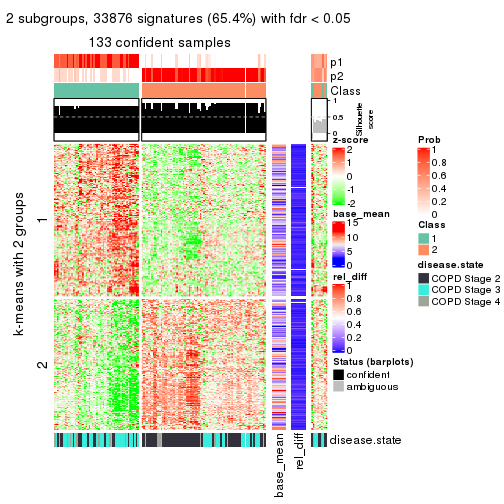 2 subgroups, 33876 signatures (65.4%) with fdr < 0.05
133 confident samples
p1
p2
Class
1
0.5
0
Silhouette
score
k-means with 2 groups
1
2
z-score
2
1
0
-1
-2
base_mean
15
10
5
0
rel_diff
1
0.8
0.6
0.4
0.2
0
Status (barplots)
confident
ambiguous
Prob
1
0.8
0.6
0.4
0.2
0
Class
1
2
disease.state
COPD Stage 2
COPD Stage 3
COPD Stage 4
disease.state
base_mean
rel_diff